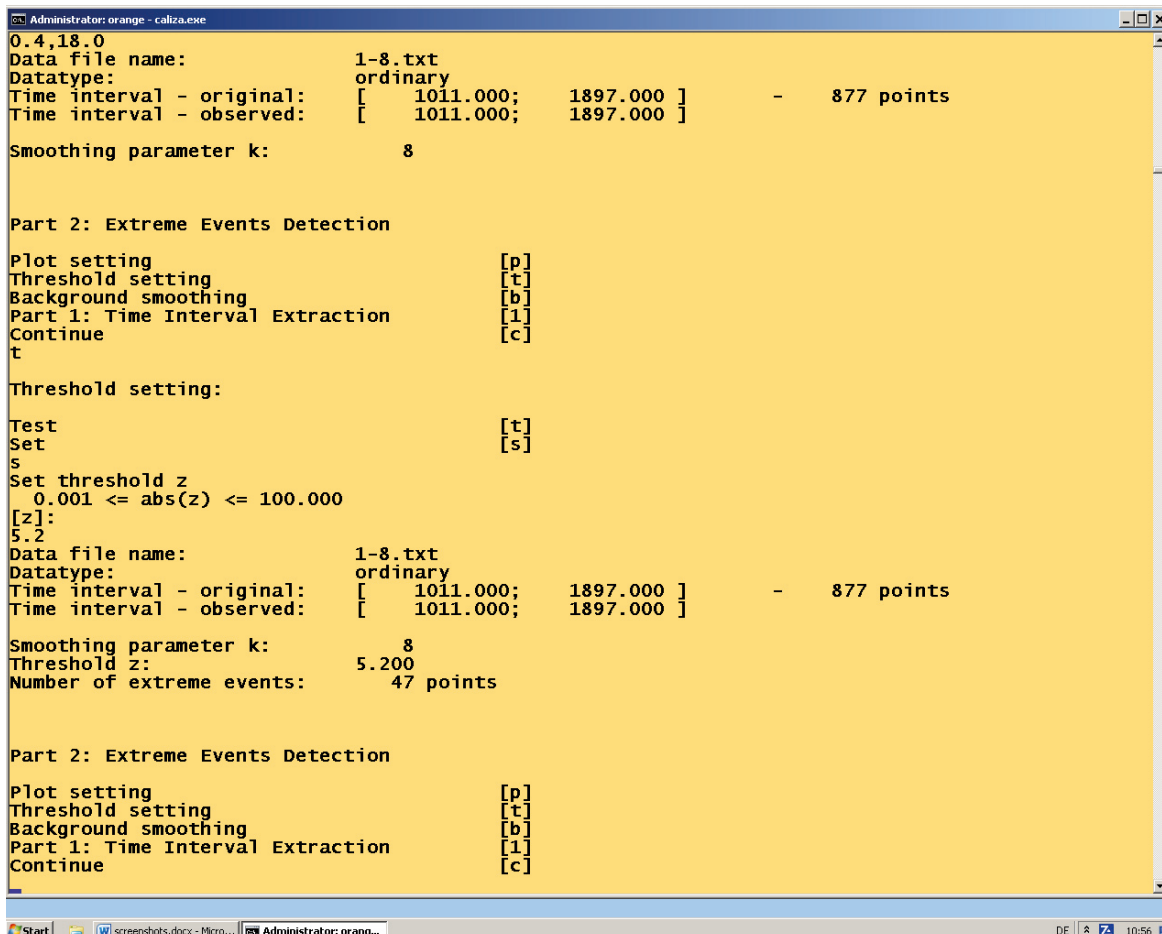 Administrator: orange - caliza.exe
0.4,18.0
Data file name: 1-8.txt
Datatype: ordinary
Time interval - original: [ 1011.000; 1897.000 ] - 877 points
Time interval - observed: [ 1011.000; 1897.000 ]
Smoothing parameter k: 8
Part 2: Extreme Events Detection
Plot setting [p]
Threshold setting [t]
Background smoothing [b]
Part 1: Time Interval Extraction [1]
Continue [c]
t
Threshold setting:
Test [t]
Set [s]
s
Set threshold z
0.001 <= abs(z) <= 100.000
[z]:
5.2
Data file name: 1-8.txt
Datatype: ordinary
Time interval - original: [ 1011.000; 1897.000 ] - 877 points
Time interval - observed: [ 1011.000; 1897.000 ]
Smoothing parameter k: 8
Threshold z: 5.200
Number of extreme events: 47 points
Part 2: Extreme Events Detection
Plot setting [p]
Threshold setting [t]
Background smoothing [b]
Part 1: Time Interval Extraction [1]
Continue [c]
Start screenshots.docx - Micro... Administrator: orang... DE 10:56